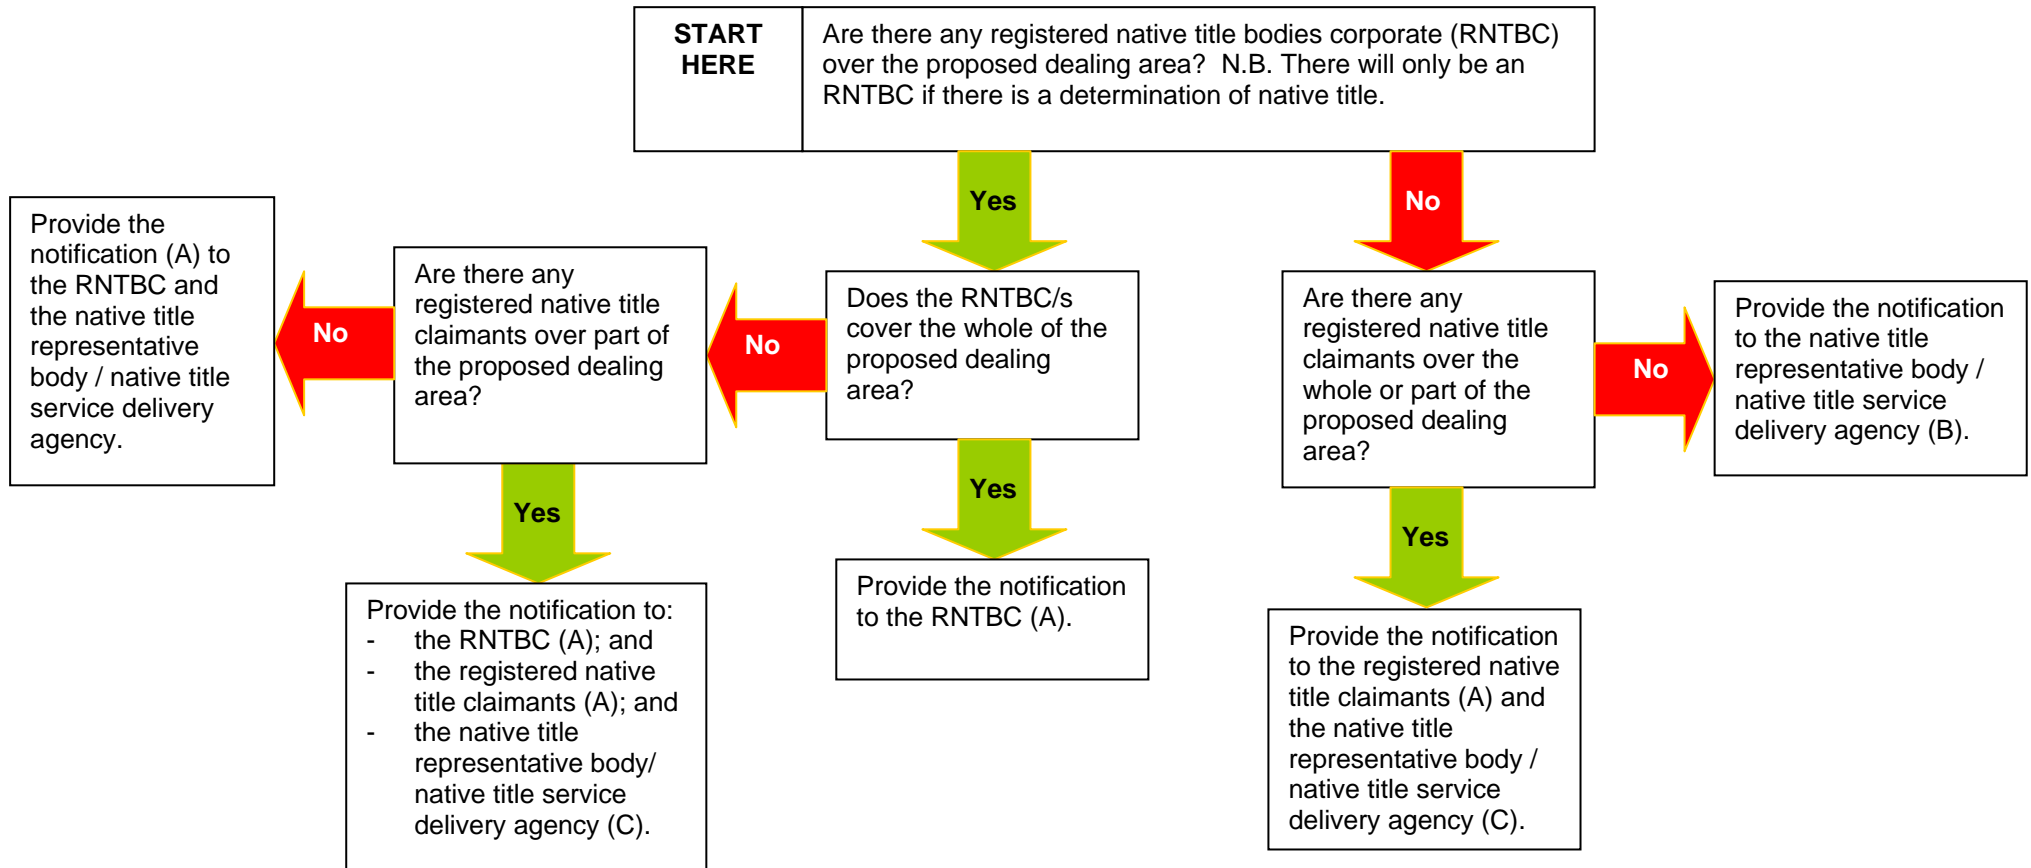 START
HERE
Are there any registered native title bodies corporate (RNTBC)
over the proposed dealing area?  N.B. There will only be an
RNTBC if there is a determination of native title.
Yes
No
Provide the
notification (A) to
the RNTBC and
the native title
representative
body / native title
service delivery
agency.
No
Are there any
registered native title
claimants over part of
the proposed dealing
area?
No
Does the RNTBC/s
cover the whole of the
proposed dealing
area?
Are there any
registered native title
claimants over the
whole or part of the
proposed dealing
area?
No
Provide the notification
to the native title
representative body /
native title service
delivery agency (B).
Yes
Yes
Yes
Provide the notification to:
- the RNTBC (A); and
- the registered native
title claimants (A); and
- the native title
representative body/
native title service
delivery agency (C).
Provide the notification
to the RNTBC (A).
Provide the notification
to the registered native
title claimants (A) and
the native title
representative body /
native title service
delivery agency (C).